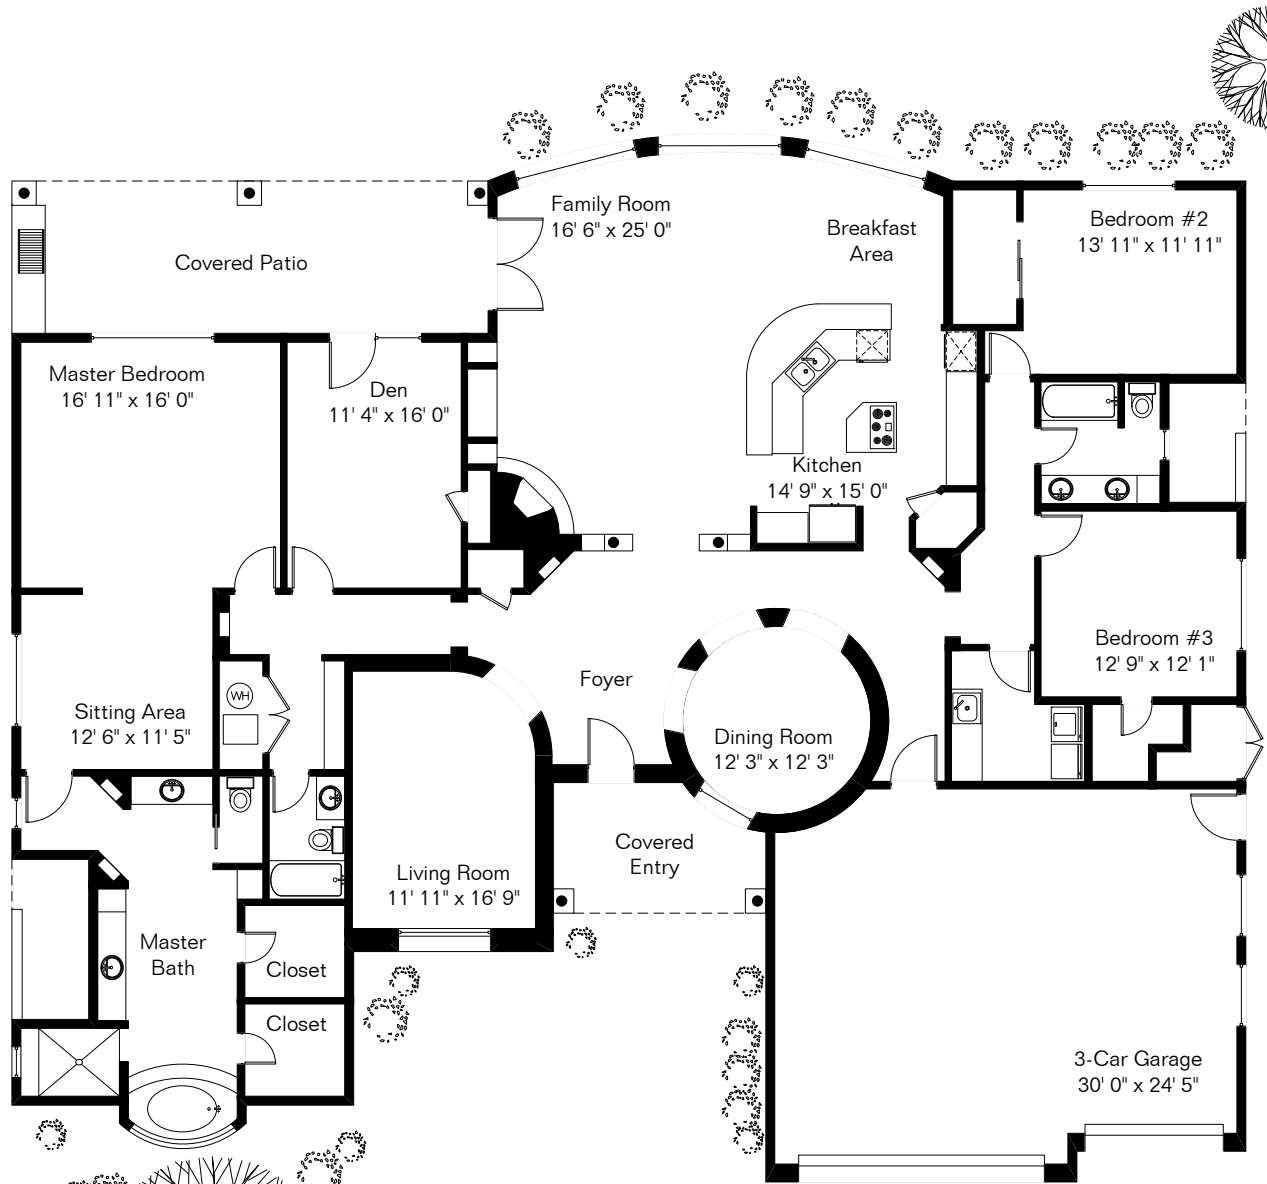 Family Room
16' 6" x 25' 0"
Breakfast
Area
Bedroom #2
13' 11" x 11' 11"
Covered Patio
Master Bedroom
16' 11" x 16' 0"
Den
11' 4" x 16' 0"
Kitchen
14' 9" x 15' 0"
Bedroom #3
12' 9" x 12' 1"
Foyer
WH
Sitting Area
12' 6" x 11' 5"
Dining Room
12' 3" x 12' 3"
Covered
Entry
Living Room
11' 11" x 16' 9"
Master
Bath
Closet
Closet
3-Car Garage
30' 0" x 24' 5"